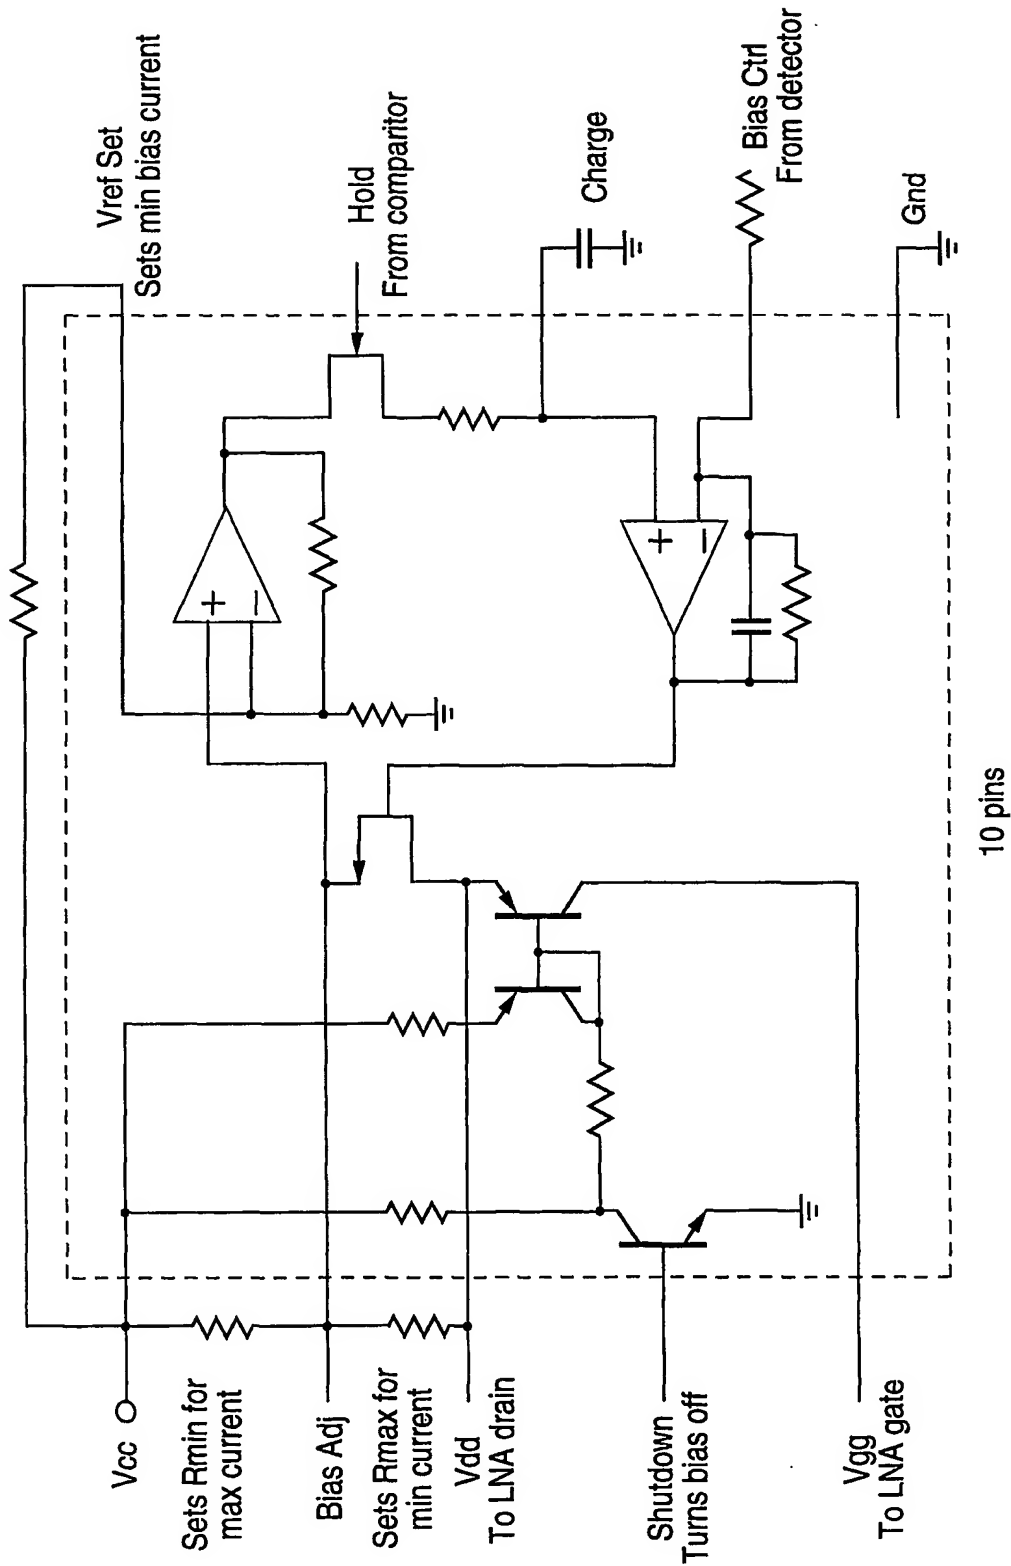 Vcc
Sets Rmin for
max current
Bias Adj
Sets Rmax for
min current
Vdd
To LNA drain
Shutdown
Turns bias off
Vgg
To LNA gate
+
−
+
−
Vref Set
Sets min bias current
Hold
From comparitor
Charge
Bias Ctrl
From detector
Gnd
10 pins